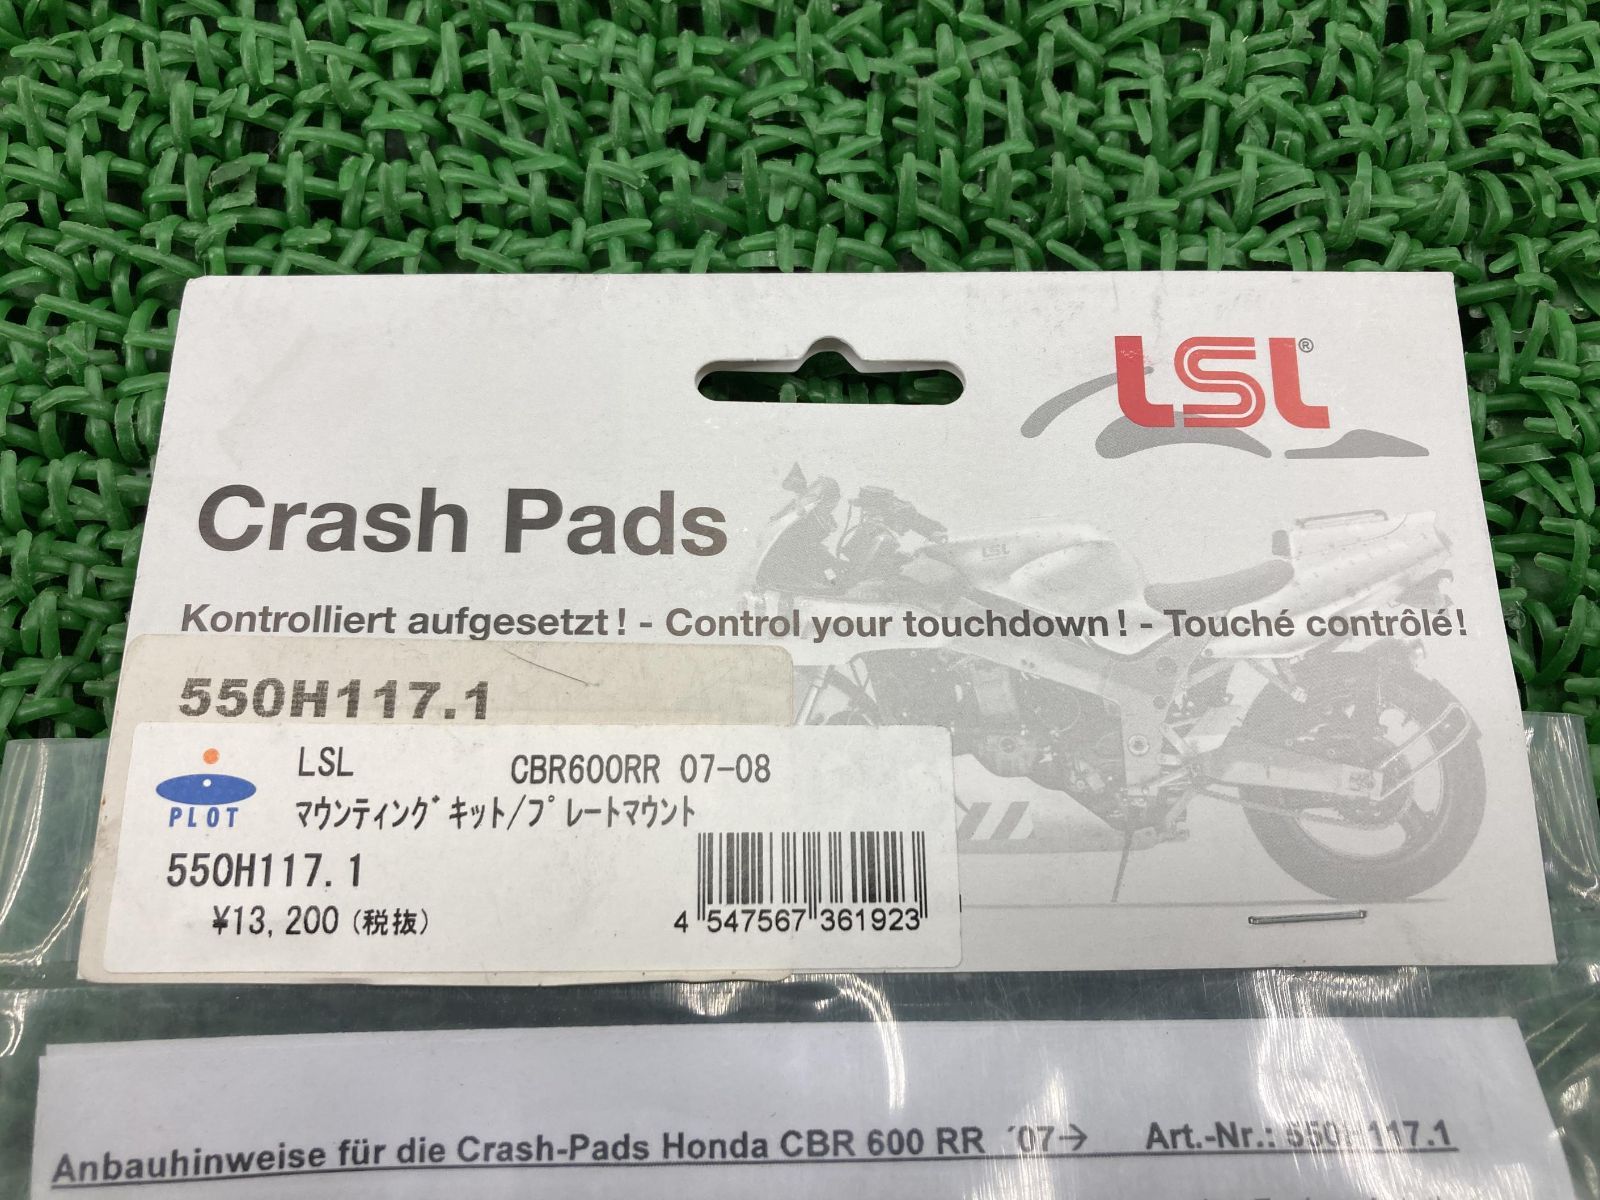 LSL®
Crash Pads
LSL
Kontrolliert aufgesetzt! - Control your touchdown! - Touché contrôlé!
550H117.1
PLOT
LSL CBR600RR 07-08
マウンティングキット/プレートマウント
550H117.1
¥13,200(税抜)
4 547567 361923
Anbauhinweise für die Crash-Pads Honda CBR 600 RR ´07→ Art.-Nr.: 550H117.1